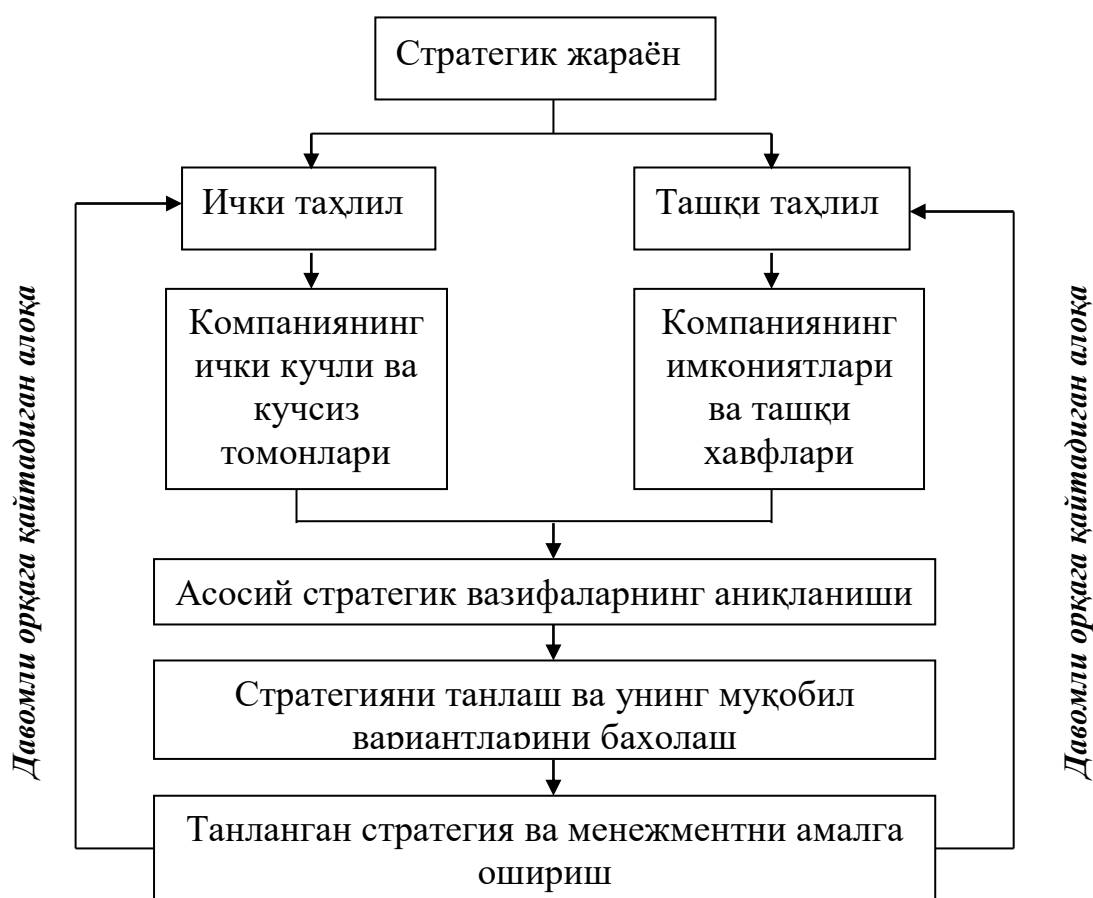 Стратегик жараён
Ички таҳлил
Ташқи таҳлил
Компаниянинг
ички кучли ва
кучсиз
томонлари
Компаниянинг
имкониятлари
ва ташқи
хавфлари
Асосий стратегик вазифаларнинг аниқланиши
Стратегияни танлаш ва унинг муқобил
вариантларини бахолаш
Танланган стратегия ва менежментни амалга
ошириш
Давомли орқага қайтадиган алоқа
Давомли орқага қайтадиган алоқа